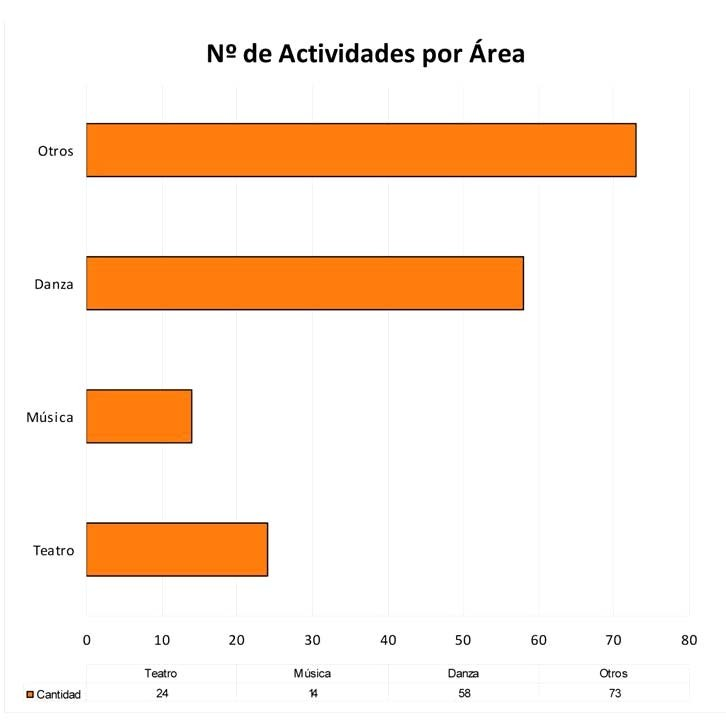 Nº de Actividades por Área
Otros
Danza
Música
Teatro
0 10 20 30 40 50 60 70 80
Teatro Música Danza Otros
Cantidad 24 14 58 73